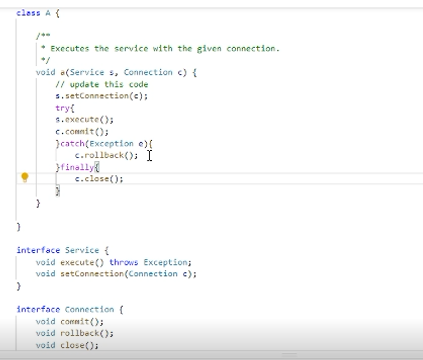 class A {
/**
* Executes the service with the given connection.
*/
void a(Service s, Connection c) {
// update this code
s.setConnection(c);
try{
s.execute();
c.commit();
}catch(Exception e){
c.rollback();
}finally{
c.close();
}
}
}
interface Service {
void execute() throws Exception;
void setConnection(Connection c);
}
interface Connection {
void commit();
void rollback();
void close();